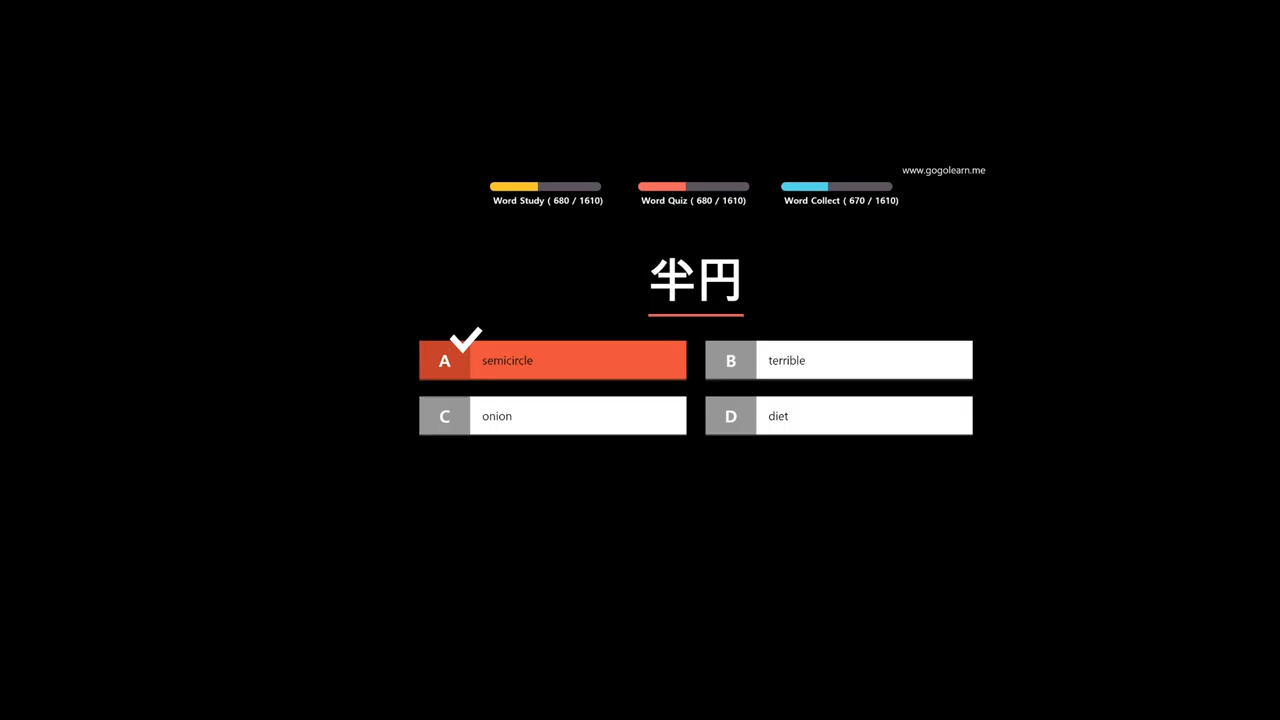 www.gogolearn.me
Word Study ( 680 / 1610)
Word Quiz ( 680 / 1610)
Word Collect ( 670 / 1610)
半円
A semicircle
B terrible
C onion
D diet